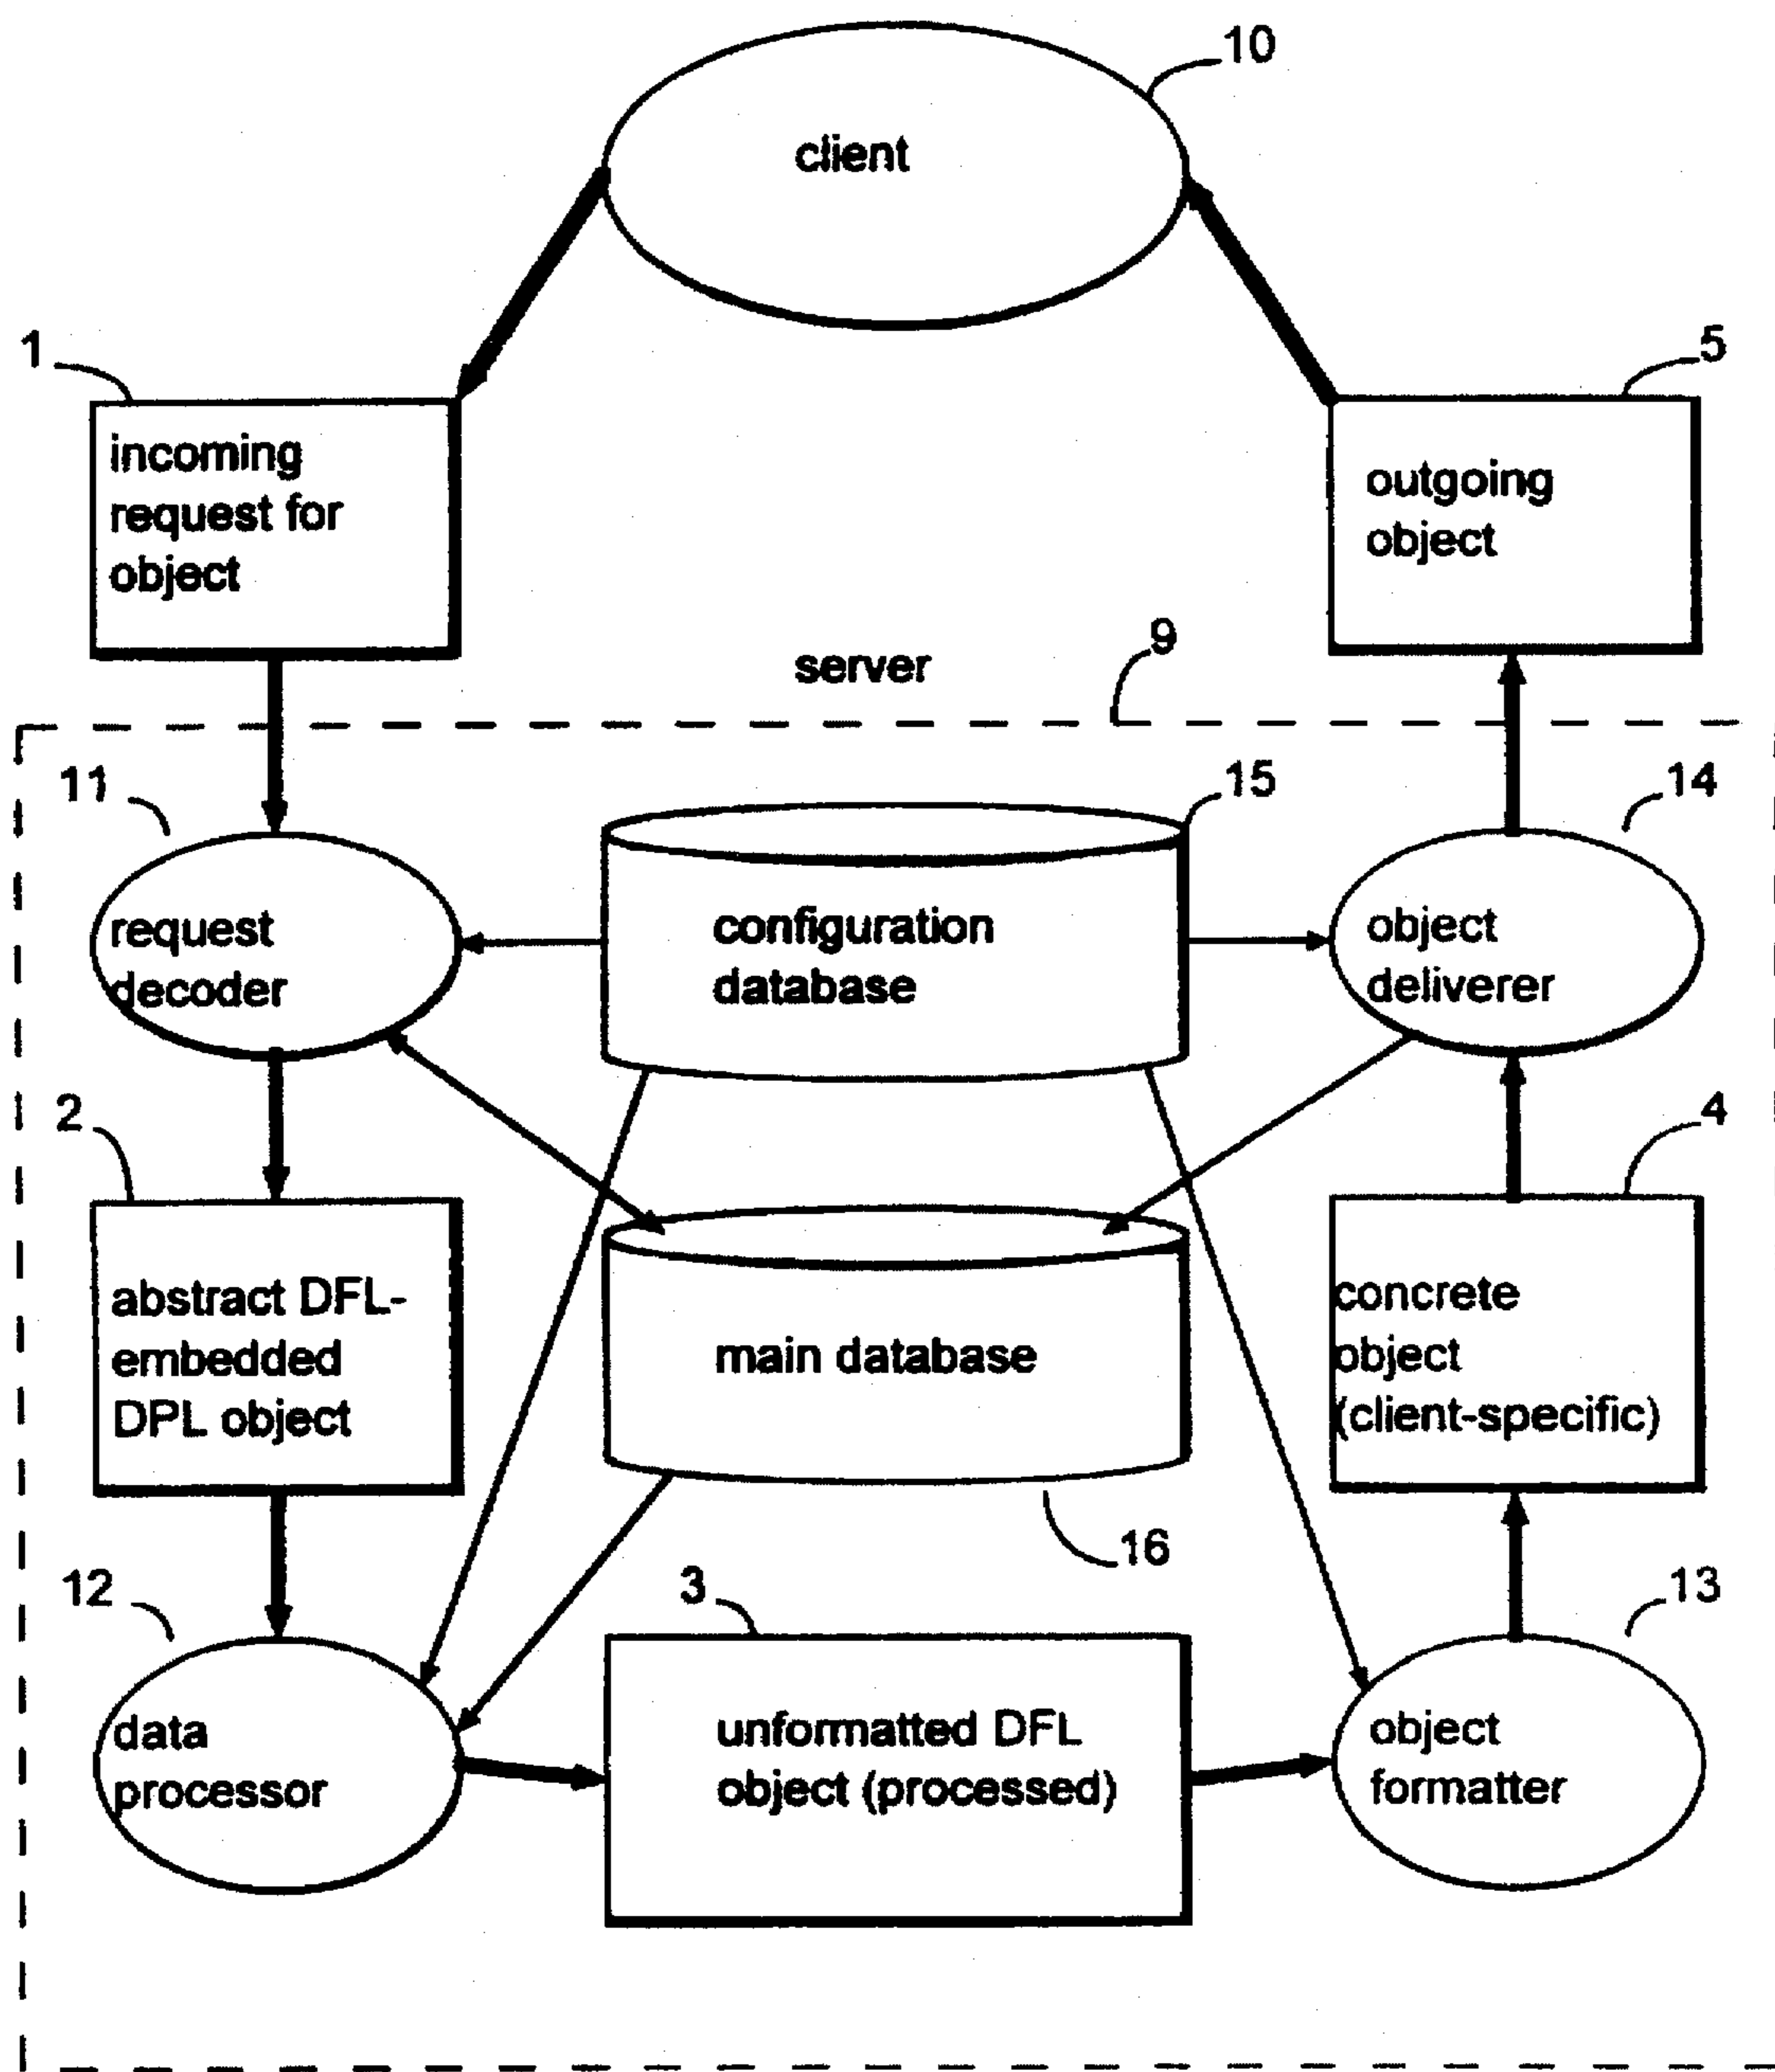 10
client
1
5
incoming
request for
object
outgoing
object
9
server
11
15
14
request
decoder
configuration
database
object
deliverer
2
4
abstract DFL-
embedded
DPL object
main database
concrete
object
(client-specific)
16
12
3
13
data
processor
unformatted DFL
object (processed)
object
formatter